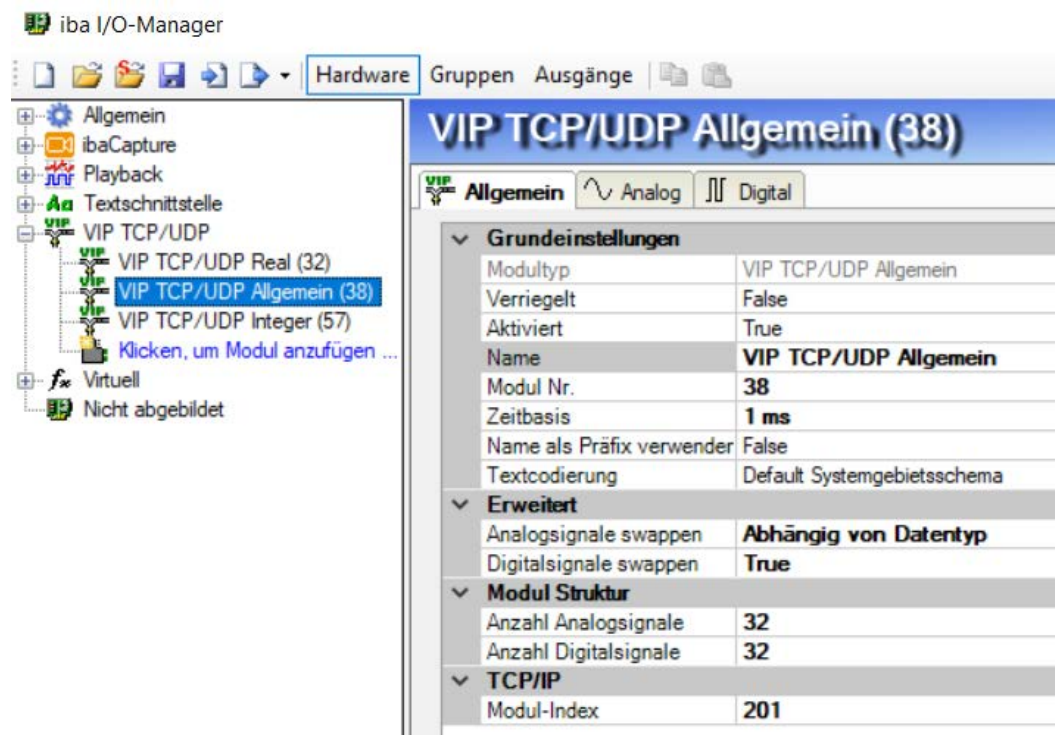 iba I/O-Manager
Hardware Gruppen Ausgänge
Allgemein
ibaCapture
Playback
Textschnittstelle
VIP TCP/UDP
VIP TCP/UDP Real (32)
VIP TCP/UDP Allgemein (38)
VIP TCP/UDP Integer (57)
Klicken, um Modul anzufügen ...
Virtuell
Nicht abgebildet
VIP TCP/UDP Allgemein (38)
Allgemein Analog Digital
Grundeinstellungen
Modultyp VIP TCP/UDP Allgemein
Verriegelt False
Aktiviert True
Name VIP TCP/UDP Allgemein
Modul Nr. 38
Zeitbasis 1 ms
Name als Präfix verwender False
Textcodierung Default Systemgebietsschema
Erweitert
Analogsignale swappen Abhängig von Datentyp
Digitalsignale swappen True
Modul Struktur
Anzahl Analogsignale 32
Anzahl Digitalsignale 32
TCP/IP
Modul-Index 201